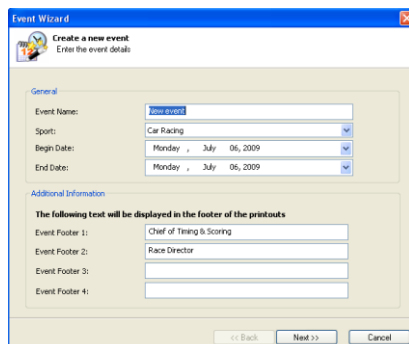 Event Wizard
Create a new event
Enter the event details
General
Event Name: New event
Sport: Car Racing
Begin Date: Monday , July 06, 2009
End Date: Monday , July 06, 2009
Additional Information
The following text will be displayed in the footer of the printouts
Event Footer 1: Chief of Timing & Scoring
Event Footer 2: Race Director
Event Footer 3:
Event Footer 4:
<< Back Next >> Cancel